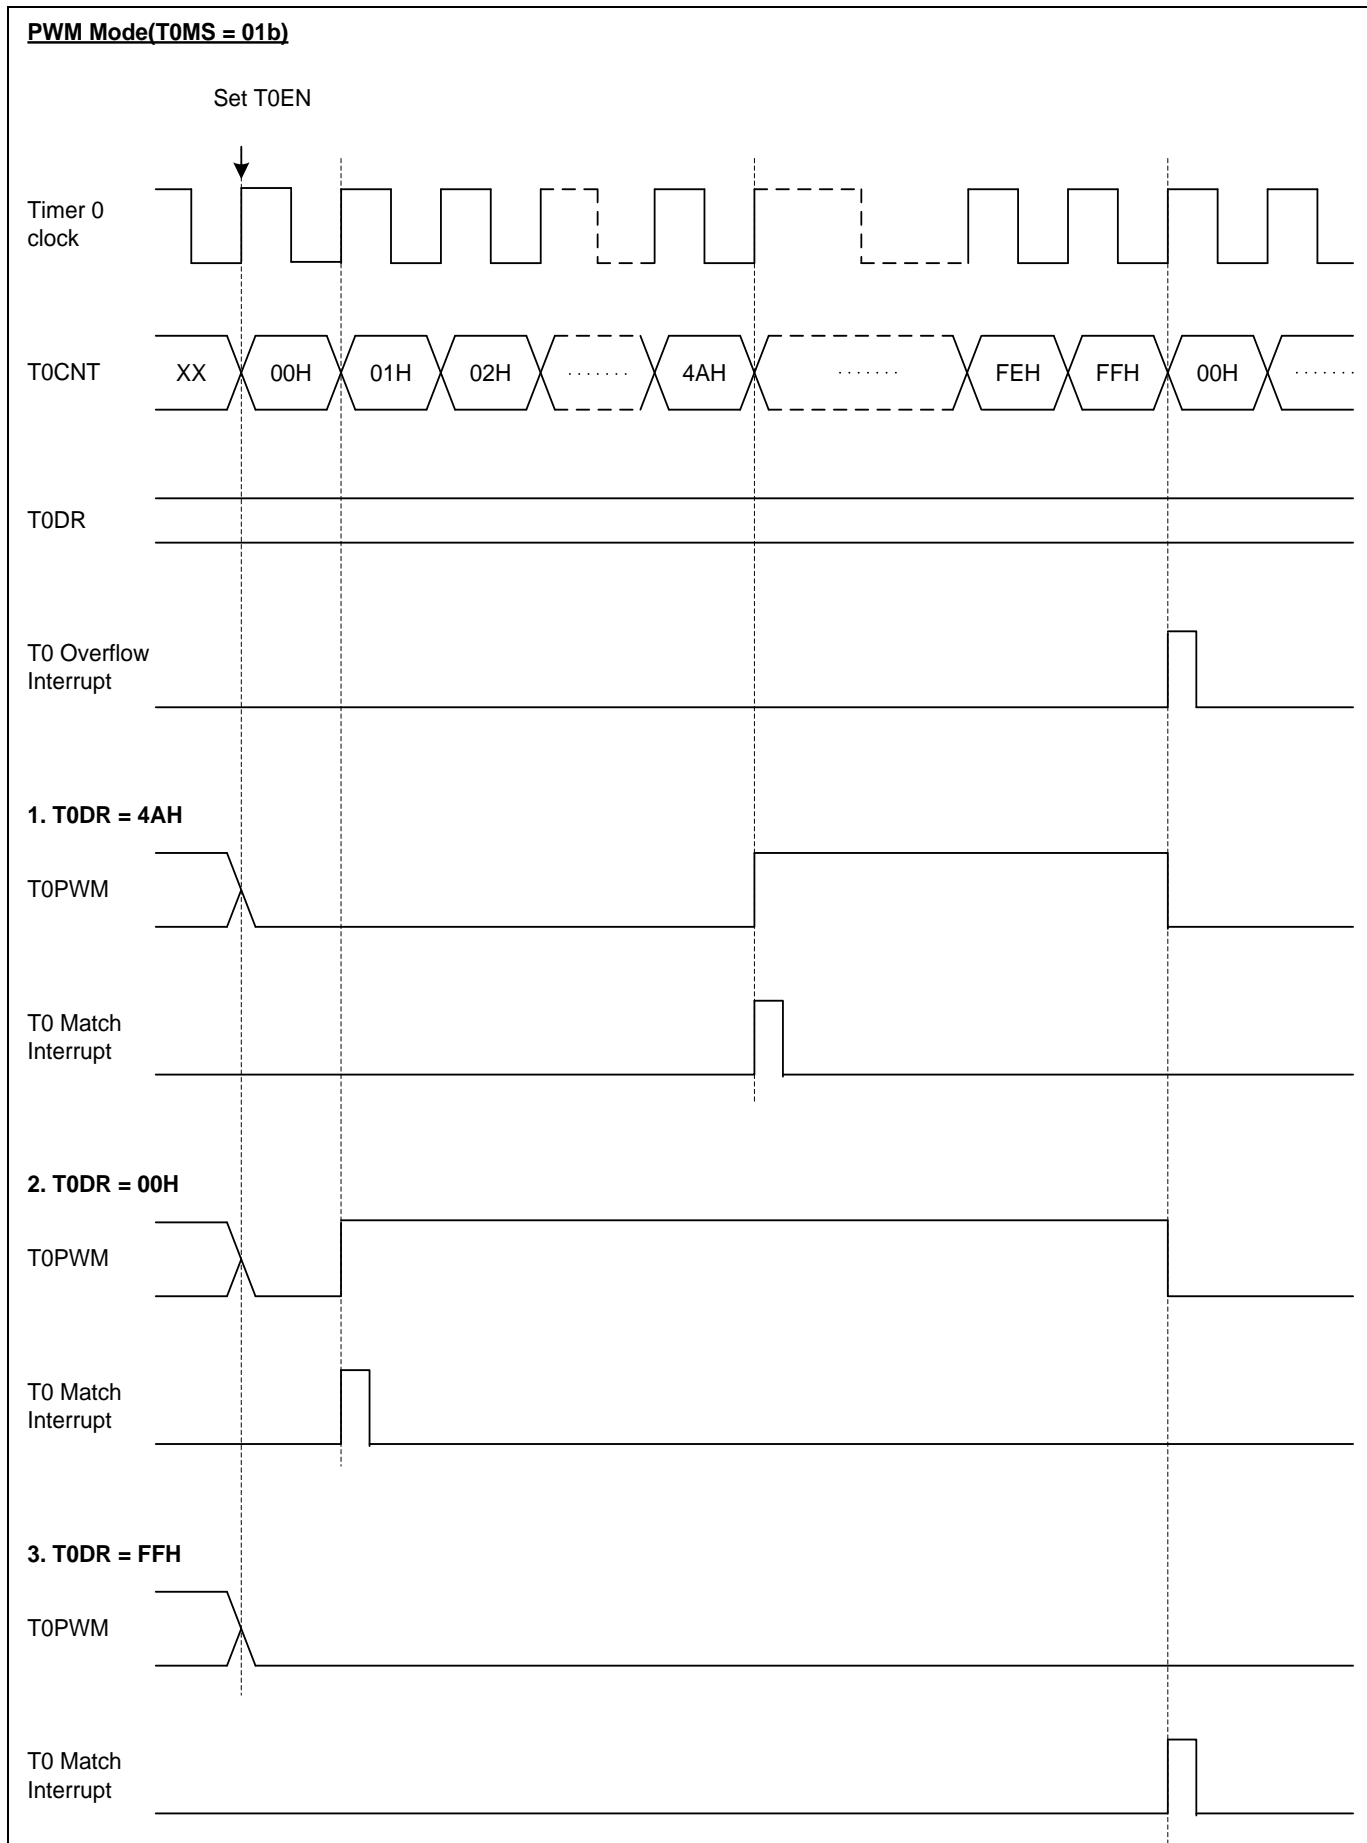 PWM Mode(T0MS = 01b)
Set T0EN
Timer 0
clock
T0CNT XX 00H 01H 02H ······· 4AH ······· FEH FFH 00H ·······
T0DR
T0 Overflow
Interrupt
1. T0DR = 4AH
T0PWM
T0 Match
Interrupt
2. T0DR = 00H
T0PWM
T0 Match
Interrupt
3. T0DR = FFH
T0PWM
T0 Match
Interrupt